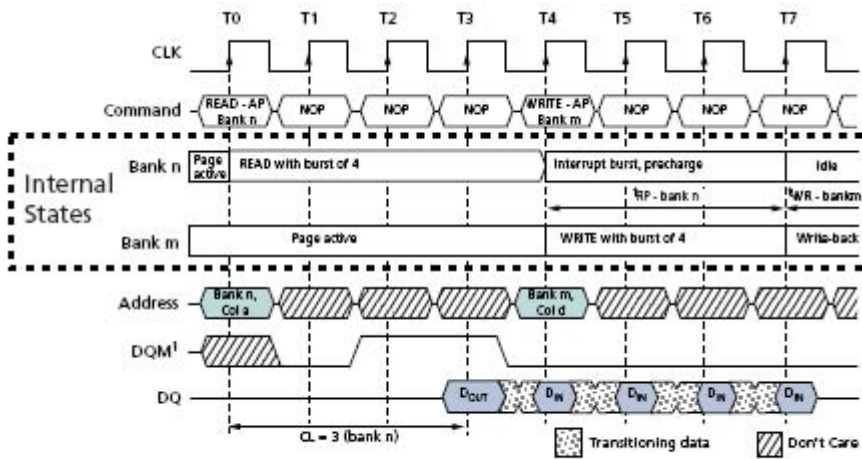 T0 T1 T2 T3 T4 T5 T6 T7
CLK
Command READ - AP Bank n NOP NOP NOP WRITE - AP Bank m NOP NOP NOP
Internal States
Bank n Page active READ with burst of 4 Interrupt burst, precharge Idle
tRP - bank n tWR - bankm
Bank m Page active WRITE with burst of 4 Write-back
Address Bank n, Col a Bank m, Col d
DQM1
DQ DOUT DIN DIN DIN DIN
CL = 3 (bank n)
Transitioning data Don't Care